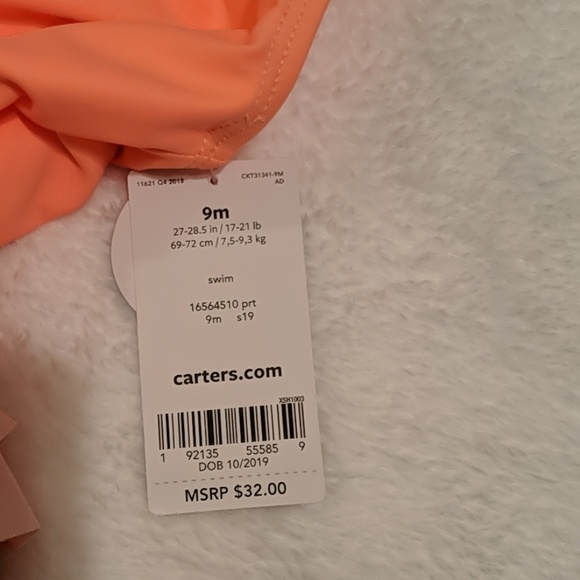 11621 Q4 2018 CKT31341-9M
AD
9m
27-28.5 in / 17-21 lb
69-72 cm / 7,5-9,3 kg
swim
16564510 prt
9m s19
carters.com
XSH1003
1 92135 55585 9
DOB 10/2019
MSRP $32.00